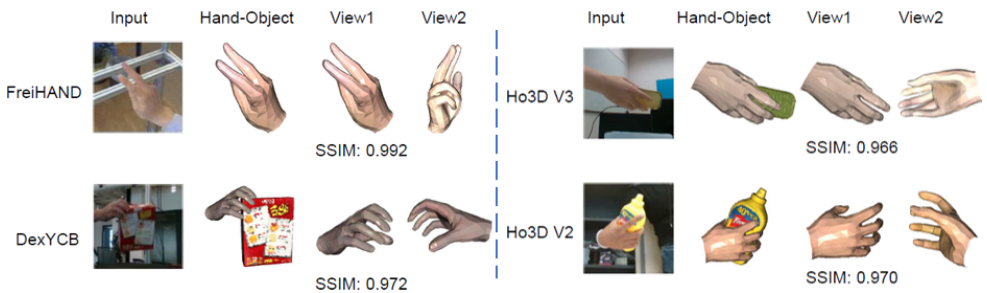 Input Hand-Object View1 View2
FreiHAND
SSIM: 0.992
DexYCB
SSIM: 0.972
Input Hand-Object View1 View2
Ho3D V3
SSIM: 0.966
Ho3D V2
SSIM: 0.970